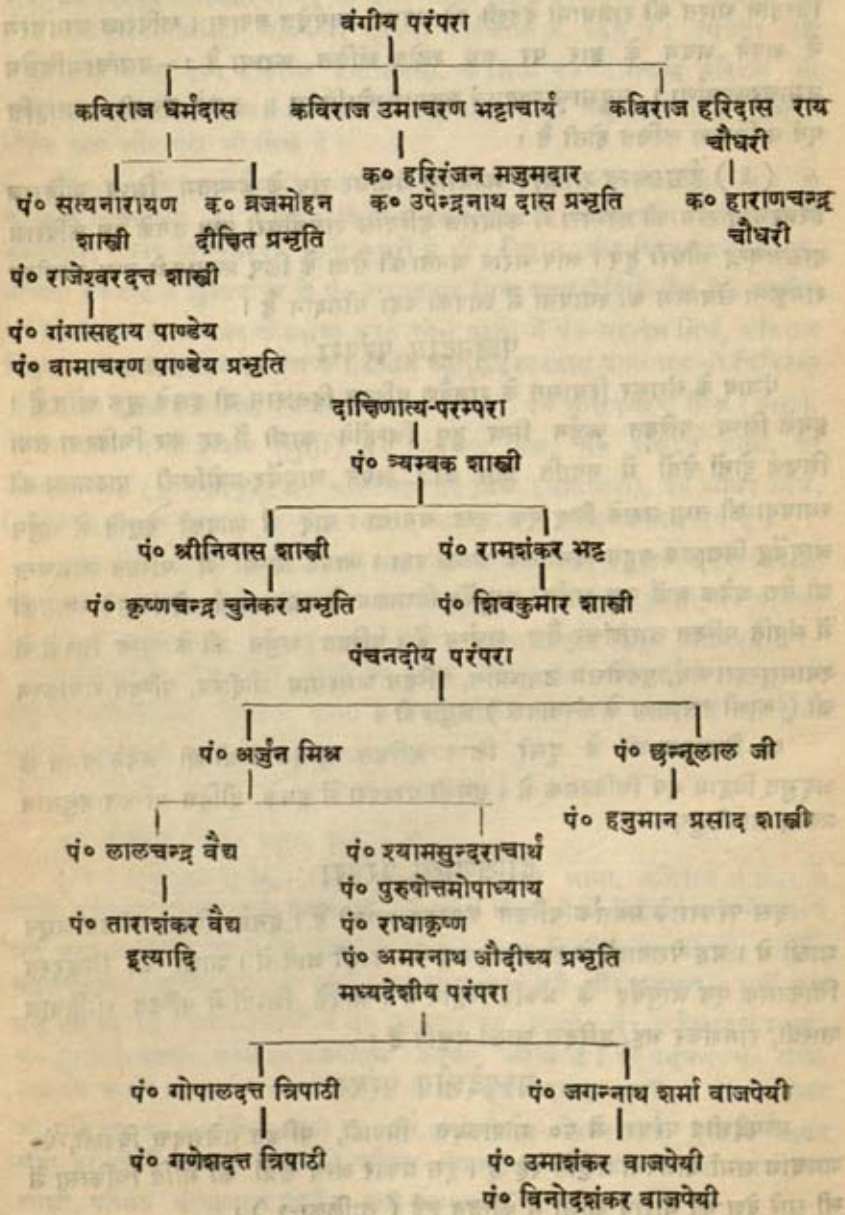 वंगीय परंपरा
कविराज धर्मदास कविराज उमाचरण भट्टाचार्य कविराज हरिदास राय
चौधरी
क० हरिरंजन मजुमदार
पं० सत्यनारायण क० व्रजमोहन क० उपेन्द्रनाथ दास प्रभृति क० हाराणचन्द्र
शास्त्री दीक्षित प्रभृति चौधरी
पं० राजेश्वरदत्त शास्त्री
पं० गंगासहाय पाण्डेय
पं० वामाचरण पाण्डेय प्रभृति
दाक्षिणात्य-परम्परा
पं० त्र्यम्बक शास्त्री
पं० श्रीनिवास शास्त्री पं० रामशंकर भट्ट
पं० कृष्णचन्द्र चुनेकर प्रभृति पं० शिवकुमार शास्त्री
पंचनदीय परंपरा
पं० अर्जुन मिश्र पं० छन्नूलाल जी
पं० हनुमान प्रसाद शास्त्री
पं० लालचन्द्र वैद्य पं० श्यामसुन्दराचार्य
पं० पुरुषोत्तमोपाध्याय
पं० ताराशंकर वैद्य पं० राधाकृष्ण
इत्यादि पं० अमरनाथ औदीच्य प्रभृति
मध्यदेशीय परंपरा
पं० गोपालदत्त त्रिपाठी पं० जगन्नाथ शर्मा वाजपेयी
पं० गणेशदत्त त्रिपाठी पं० उमाशंकर वाजपेयी
पं० विनोदशंकर वाजपेयी